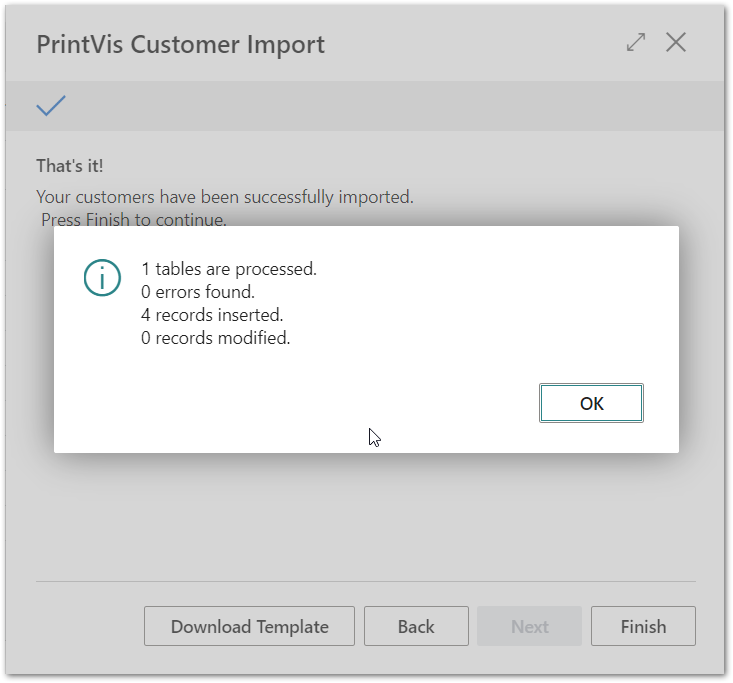 PrintVis Customer Import
That's it!
Your customers have been successfully imported.
Press Finish to continue.
1 tables are processed.
0 errors found.
4 records inserted.
0 records modified.
OK
Download Template
Back
Next
Finish